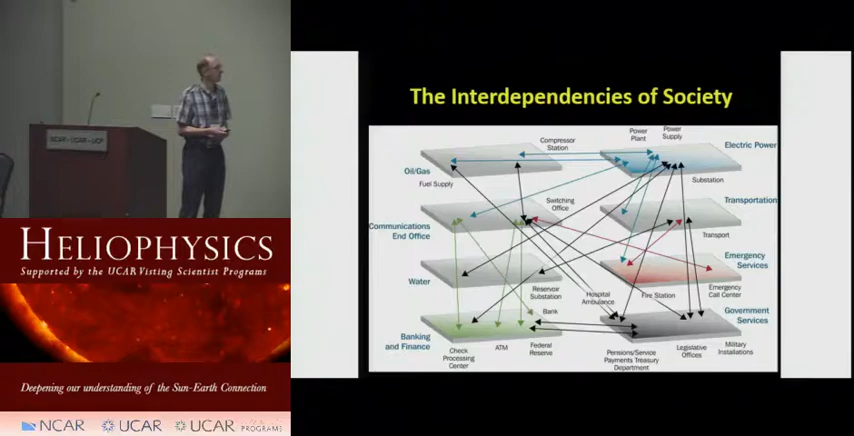 NCAR • UCAR • UCP
HELIOPHYSICS
Supported by the UCAR Visting Scientist Programs
Deepening our understanding of the Sun-Earth Connection
NCAR
UCAR
UCAR
PROGRAMS
The Interdependencies of Society
Compressor
Station
Power
Plant
Power
Supply
Electric Power
Oil/Gas
Fuel Supply
Substation
Switching
Office
Transportation
Communications
End Office
Transport
Emergency
Services
Water
Reservoir
Substation
Hospital
Ambulance
Fire Station
Emergency
Call Center
Bank
Government
Services
Banking
and Finance
Check
Processing
Center
ATM
Federal
Reserve
Pensions/Service
Payments Treasury
Department
Legislative
Offices
Military
Installations